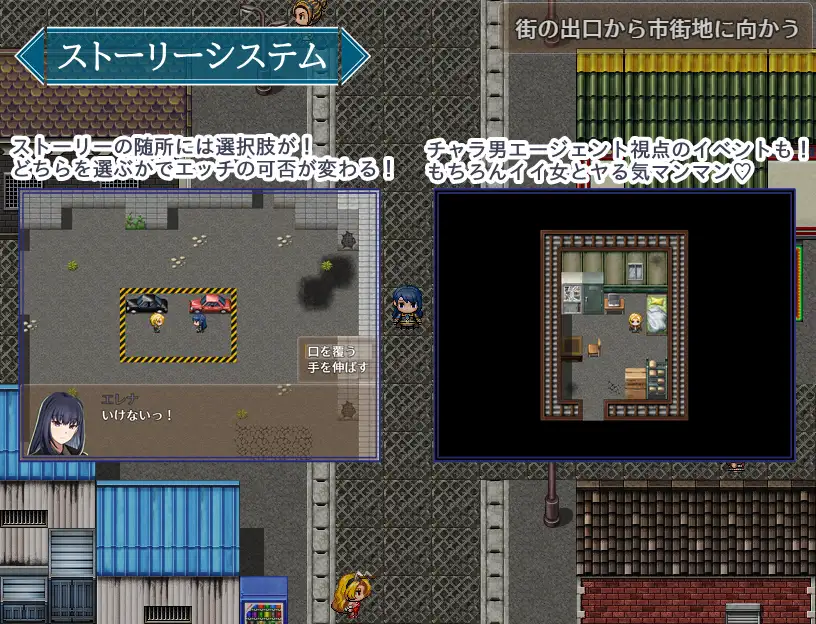 ストーリーシステム
街の出口から市街地に向かう
ストーリーの随所には選択肢が！
どちらを選ぶかでエッチの可否が変わる！
チャラ男エージェント視点のイベントも！
もちろんイイ女とヤる気マンマン♡
口を覆う
手を伸ばす
エレナ
いけないっ！